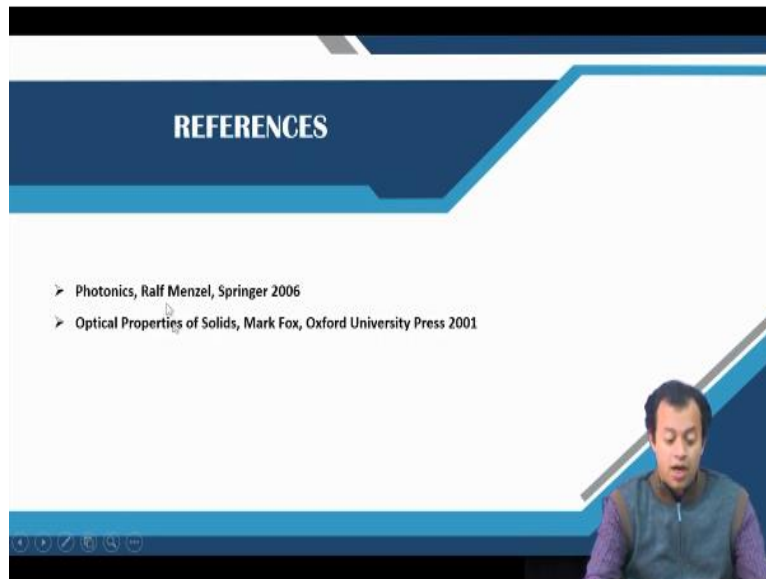 REFERENCES
➢ Photonics, Ralf Menzel, Springer 2006
➢ Optical Properties of Solids, Mark Fox, Oxford University Press 2001